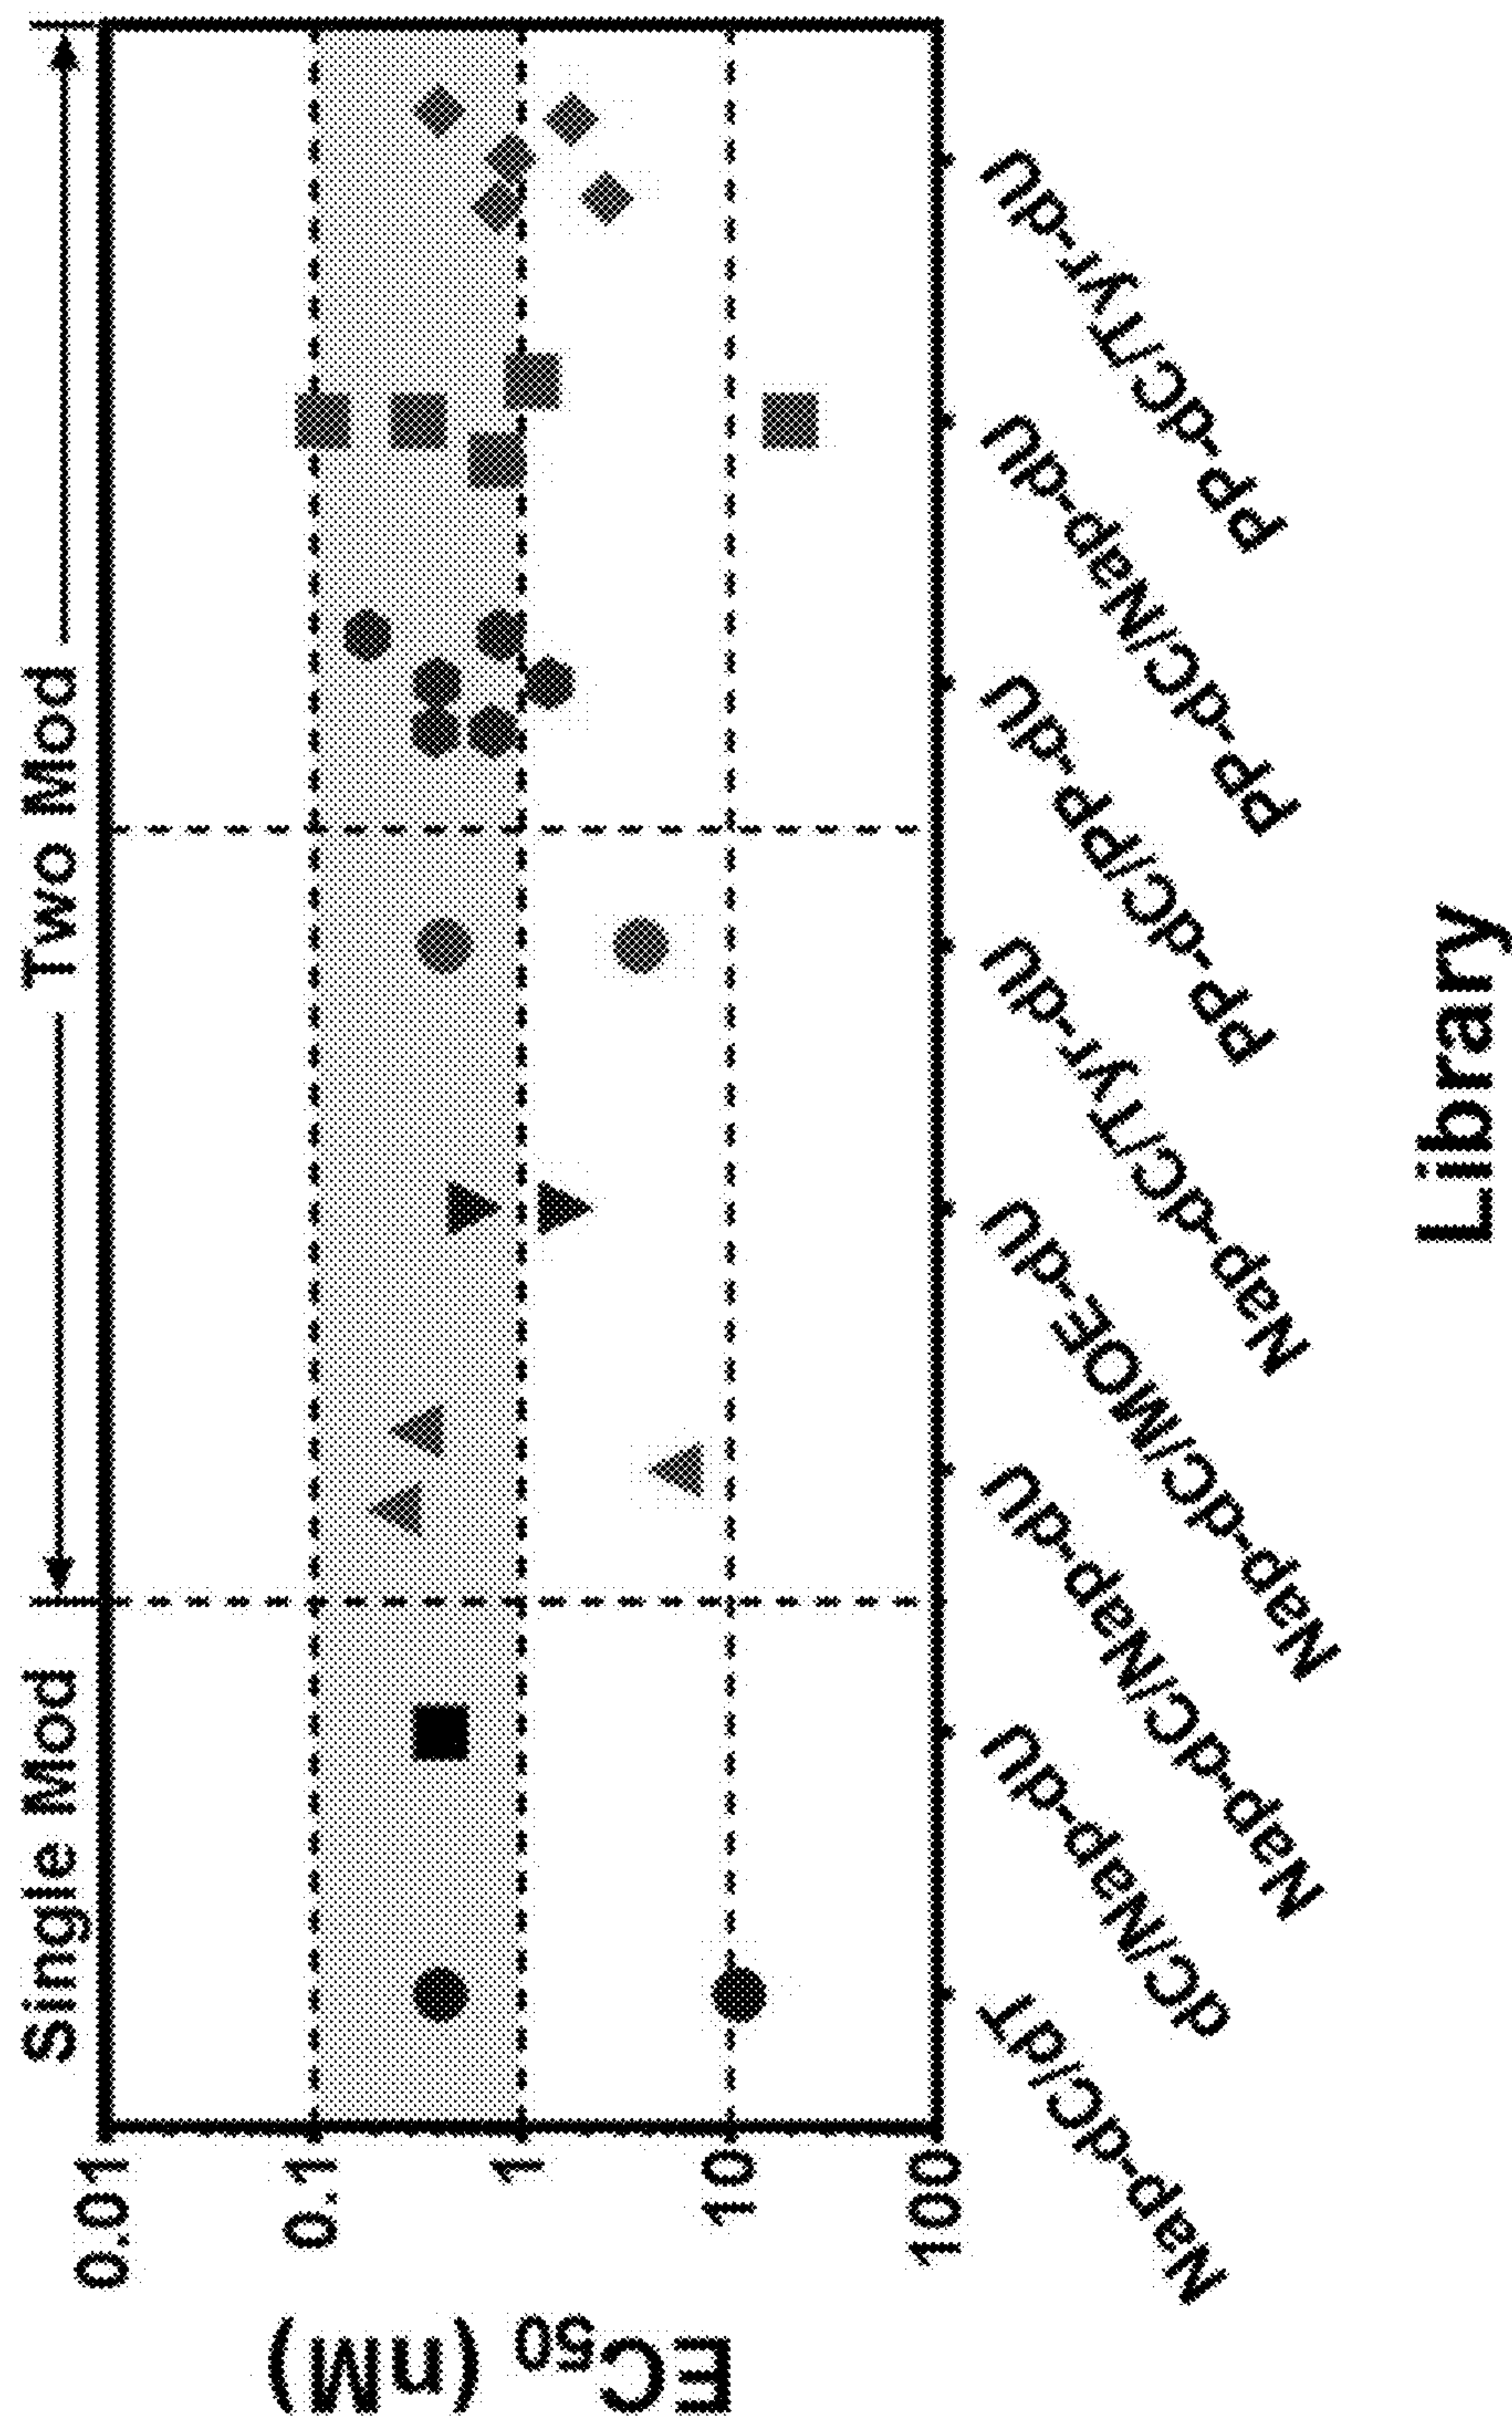 Single Mod
Two Mod
0.01
0.1
1
10
100
EC50 (nM)
Nap-dC/dT
dC/Nap-dU
Nap-dC/Nap-dU
Nap-dC/MOE-dU
Nap-dC/Tyr-dU
PP-dC/PP-dU
PP-dC/Nap-dU
PP-dC/Tyr-dU
Library